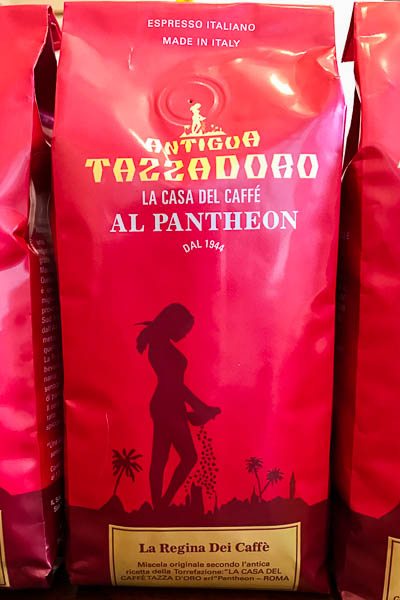 ESPRESSO ITALIANO
MADE IN ITALY
ANTIGUA
TAZZADORO
LA CASA DEL CAFFÉ
AL PANTHEON
DAL 1944
La Regina Dei Caffè
Miscela originale secondo l'antica
ricetta della Torrefazione:"LA CASA DEL
CAFFÈ TAZZA D'ORO srl"Pantheon – ROMA